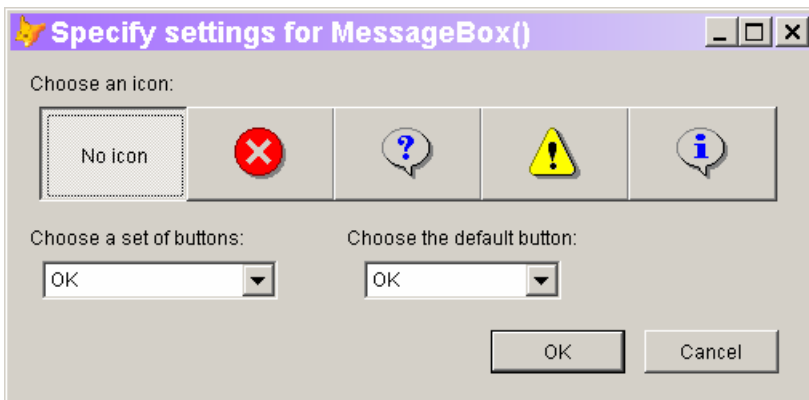 Specify settings for MessageBox()
Choose an icon:
No icon
Choose a set of buttons: Choose the default button:
OK OK
OK Cancel